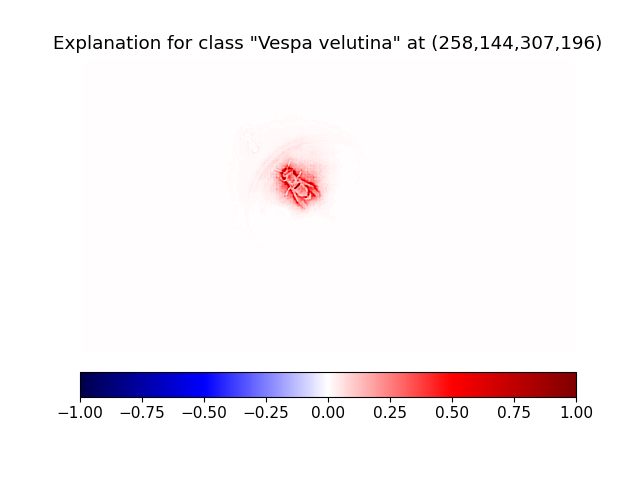 Explanation for class "Vespa velutina" at (258,144,307,196)
−1.00 −0.75 −0.50 −0.25 0.00 0.25 0.50 0.75 1.00